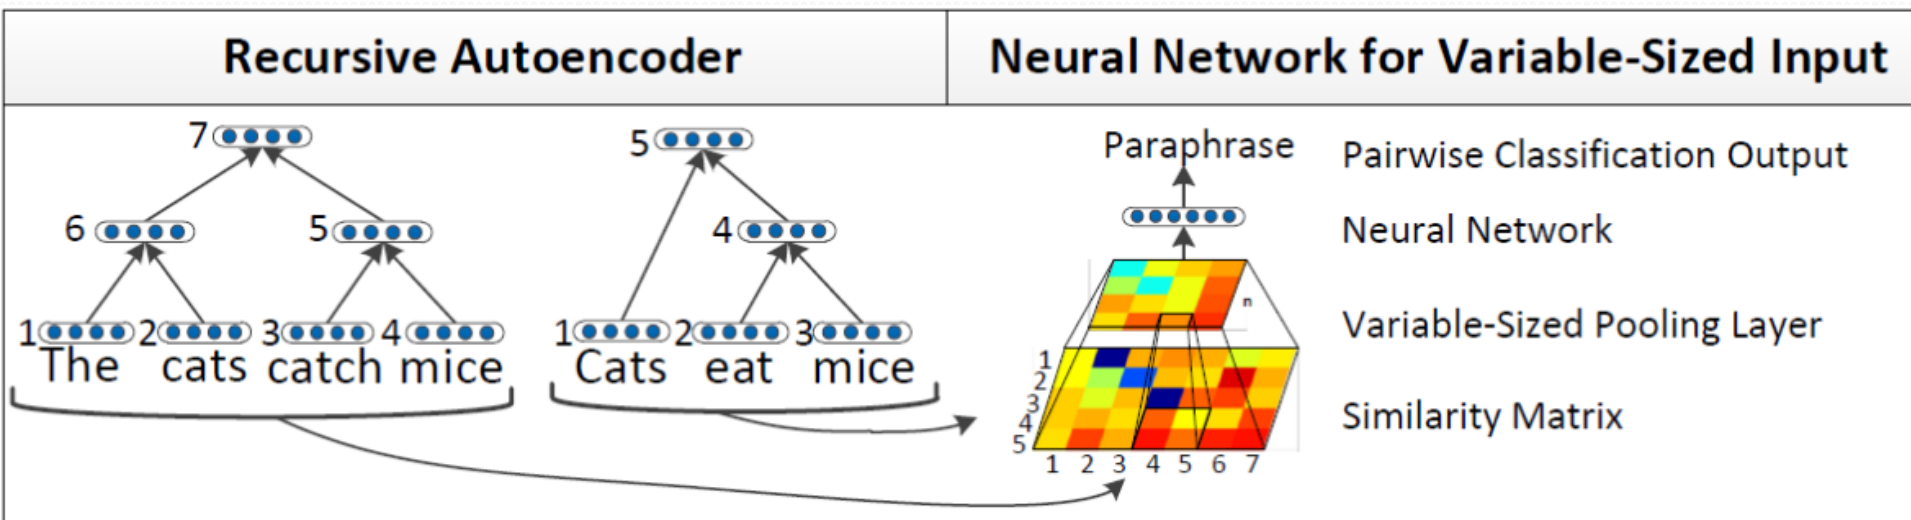 Recursive Autoencoder
Neural Network for Variable-Sized Input
7
5
6
5
4
1 2 3 4
The cats catch mice
1 2 3
Cats eat mice
Paraphrase
Pairwise Classification Output
Neural Network
n
Variable-Sized Pooling Layer
1
2
3
4
5
Similarity Matrix
1 2 3 4 5 6 7